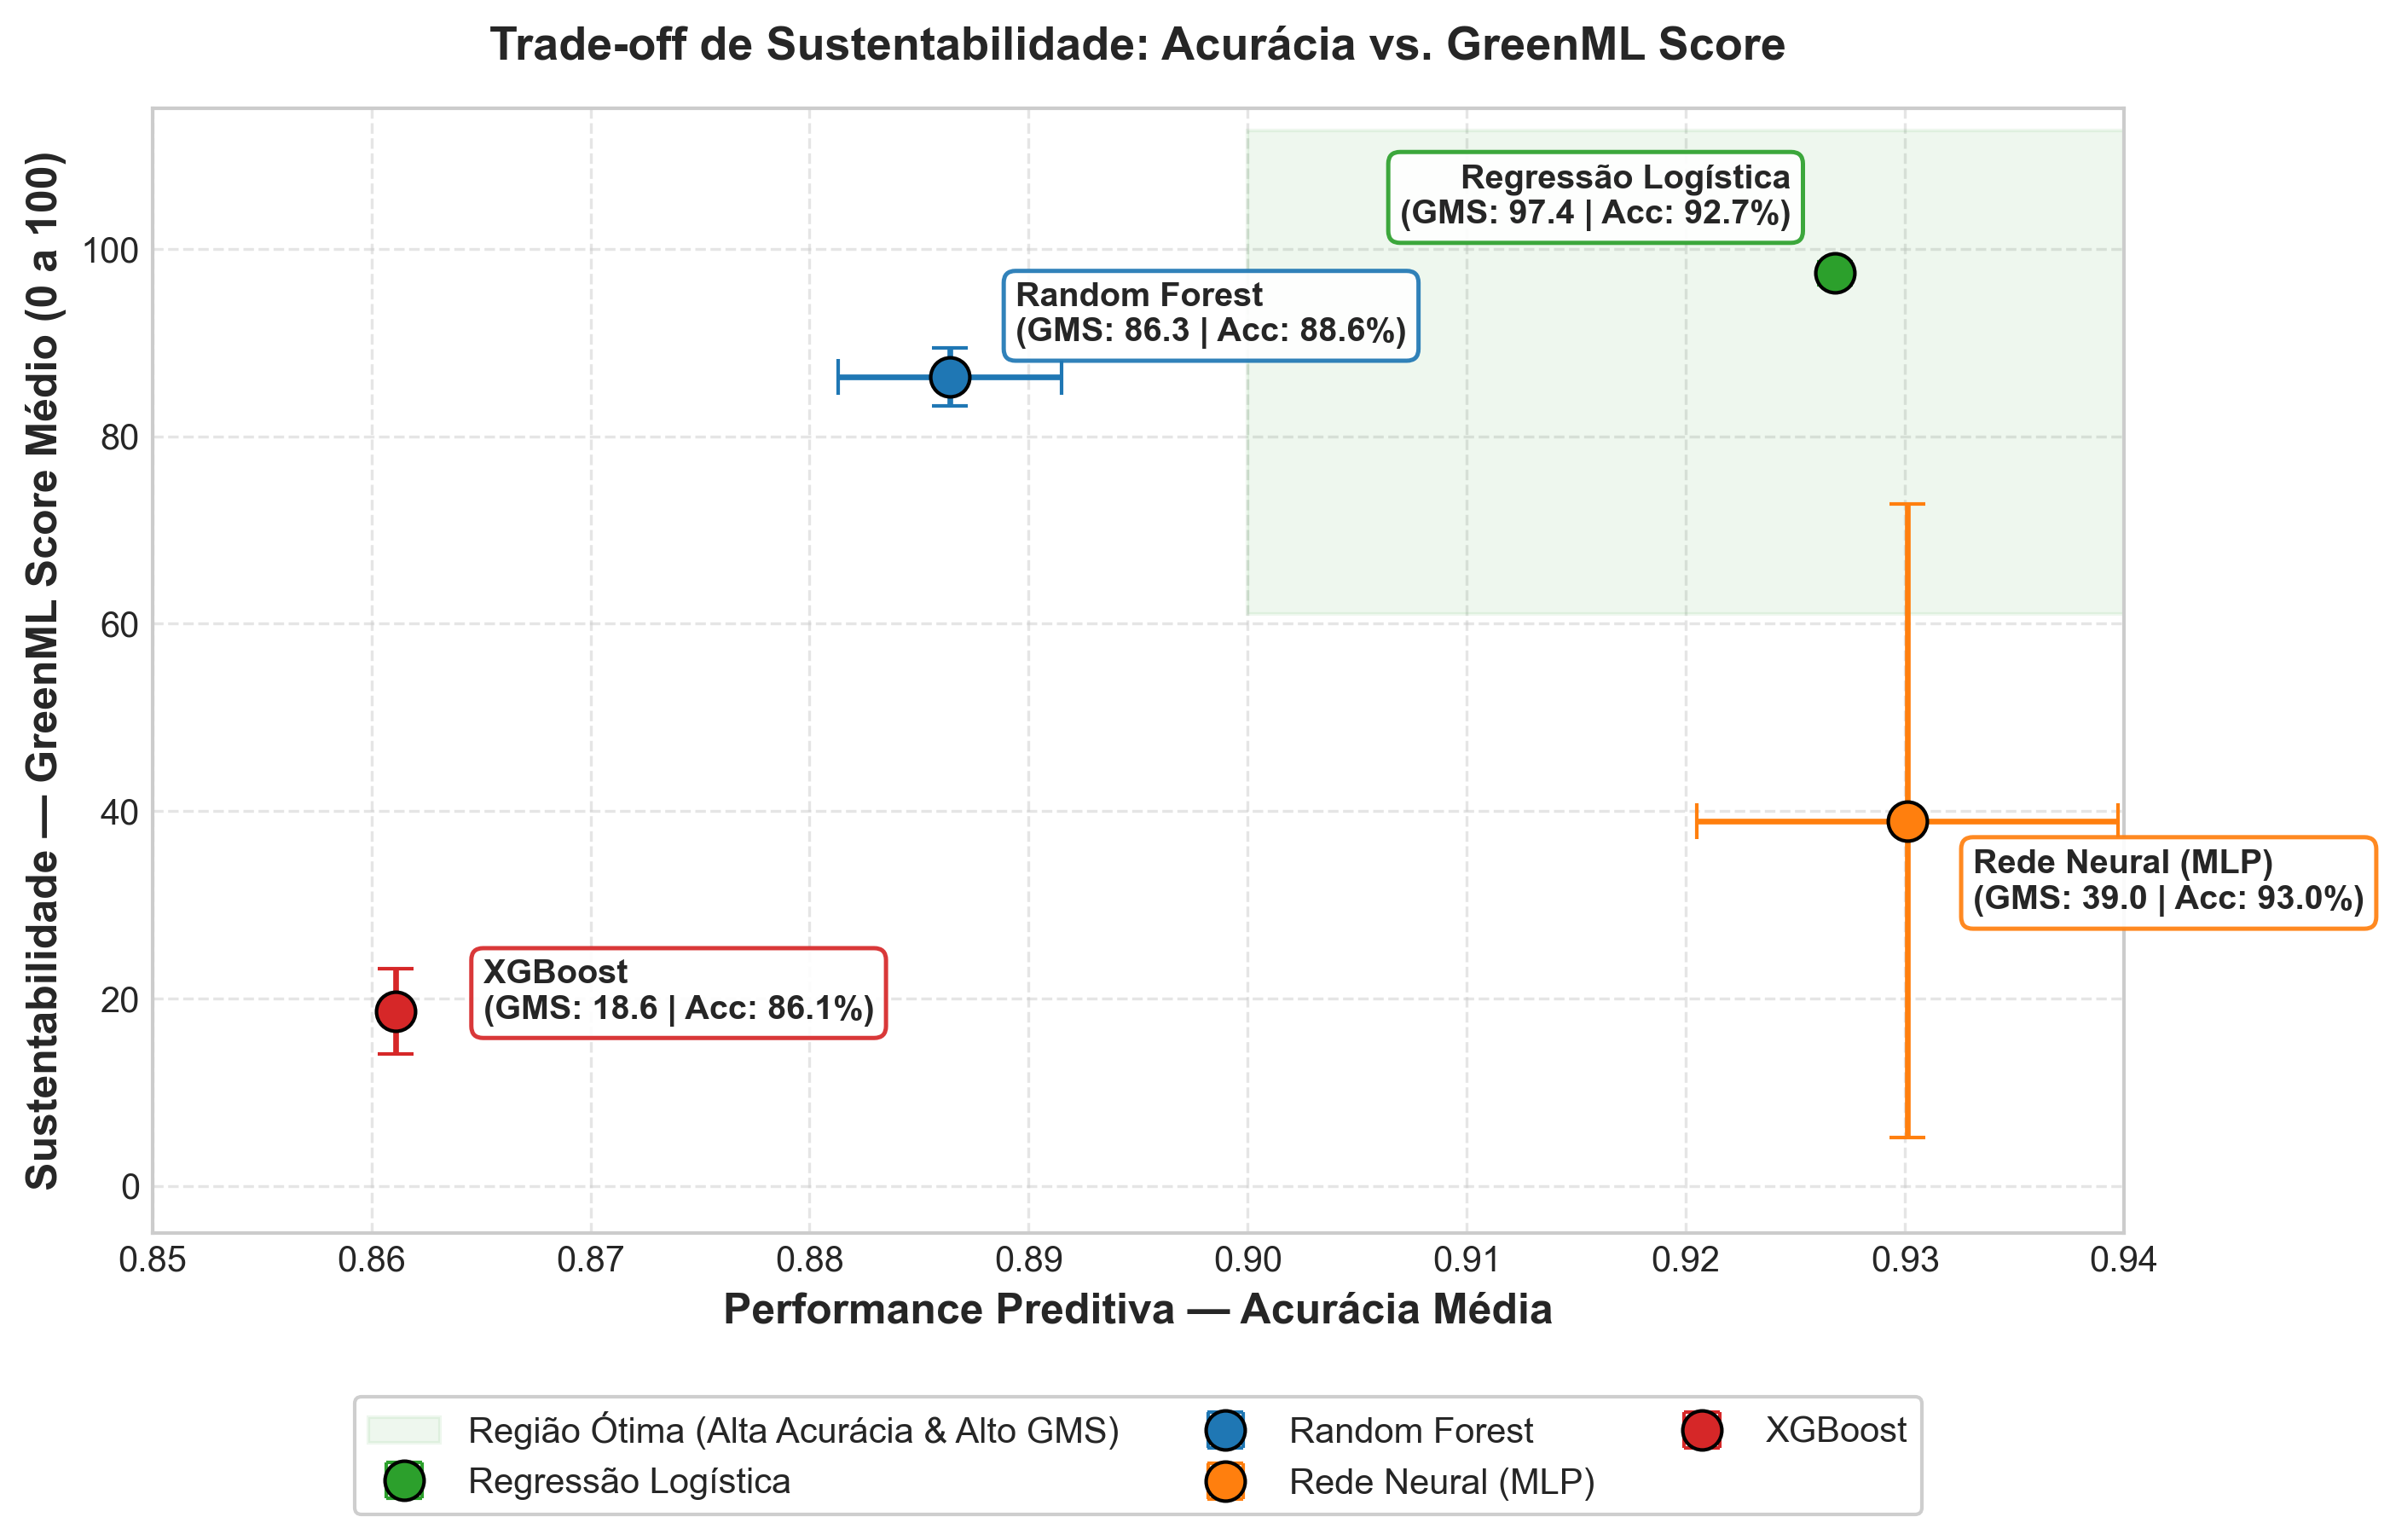 Trade-off de Sustentabilidade: Acurácia vs. GreenML Score
Sustentabilidade — GreenML Score Médio (0 a 100)
100
80
60
40
20
0
Regressão Logística
(GMS: 97.4 | Acc: 92.7%)
Random Forest
(GMS: 86.3 | Acc: 88.6%)
Rede Neural (MLP)
(GMS: 39.0 | Acc: 93.0%)
XGBoost
(GMS: 18.6 | Acc: 86.1%)
0.85 0.86 0.87 0.88 0.89 0.90 0.91 0.92 0.93 0.94
Performance Preditiva — Acurácia Média
Região Ótima (Alta Acurácia & Alto GMS)
Regressão Logística
Random Forest
Rede Neural (MLP)
XGBoost